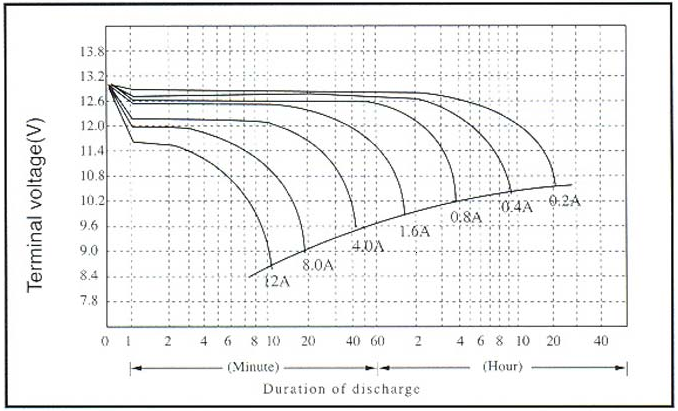 Terminal voltage(V)
13.8
13.2
12.6
12.0
11.4
10.8
10.2
9.6
9.0
8.4
7.8
12A
8.0A
4.0A
1.6A
0.8A
0.4A
0.2A
0 1 2 4 6 8 10 20 40 60 2 4 6 8 10 20 40
(Minute) (Hour)
Duration of discharge